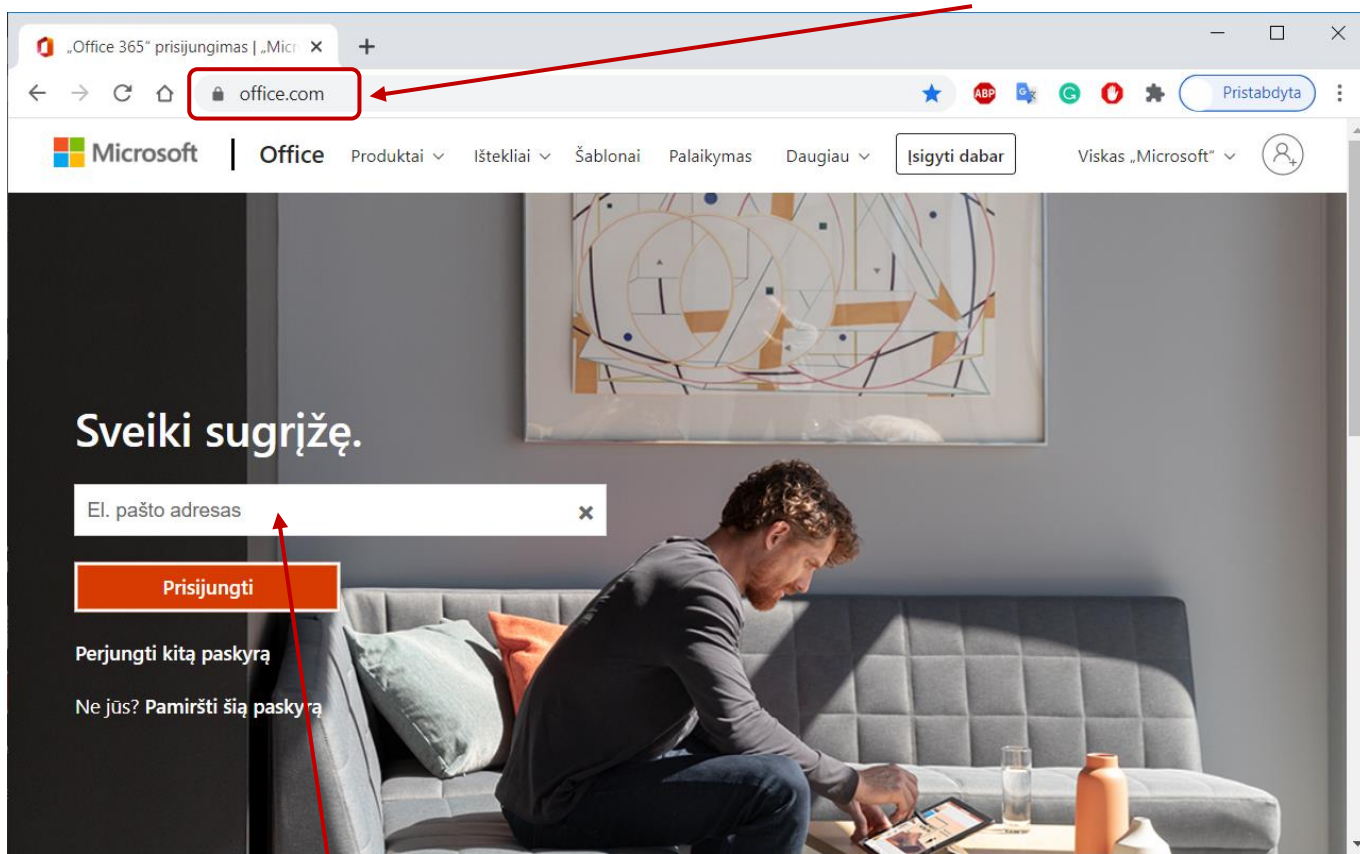 „Office 365“ prisijungimas | „Micr
office.com
ABP
Pristabdyta
Microsoft
Office Produktai Ištekliai Šablonai Palaikymas Daugiau Įsigyti dabar Viskas „Microsoft“
Sveiki sugrįžę.
El. pašto adresas
Prisijungti
Perjungti kitą paskyrą
Ne jūs? Pamiršti šią paskyrą